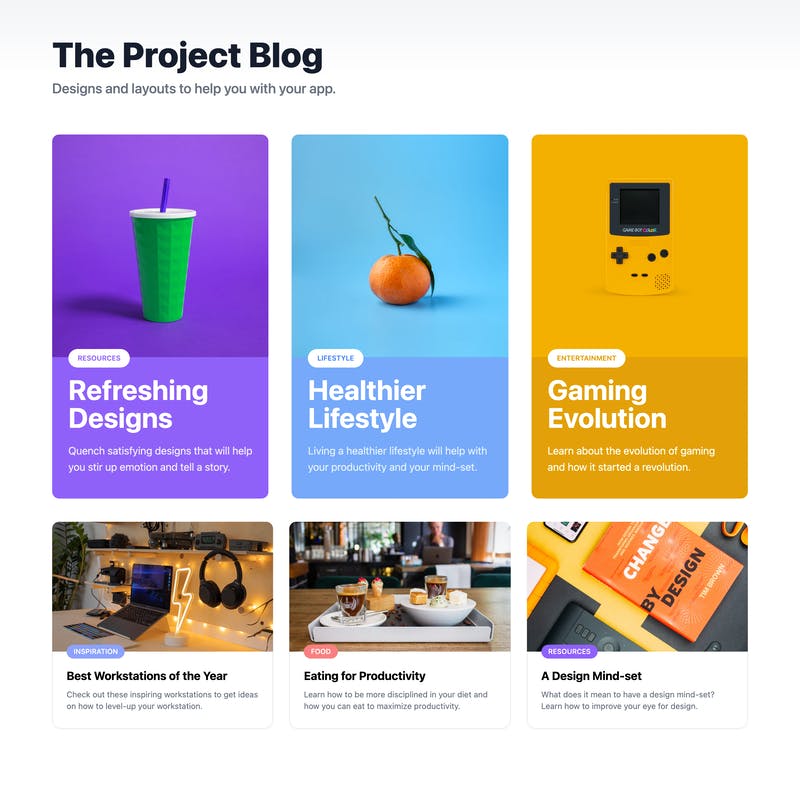 The Project Blog
Designs and layouts to help you with your app.
RESOURCES
Refreshing
Designs
Quench satisfying designs that will help
you stir up emotion and tell a story.
GAME BOY COLOR
LIFESTYLE
Healthier
Lifestyle
Living a healthier lifestyle will help with
your productivity and your mind-set.
ENTERTAINMENT
Gaming
Evolution
Learn about the evolution of gaming
and how it started a revolution.
INSPIRATION
Best Workstations of the Year
Check out these inspiring workstations to get ideas
on how to level-up your workstation.
FOOD
Eating for Productivity
Learn how to be more disciplined in your diet and
how you can eat to maximize productivity.
CHANGE
BY DESIGN
TIM BROWN
RESOURCES
A Design Mind-set
What does it mean to have a design mind-set?
Learn how to improve your eye for design.